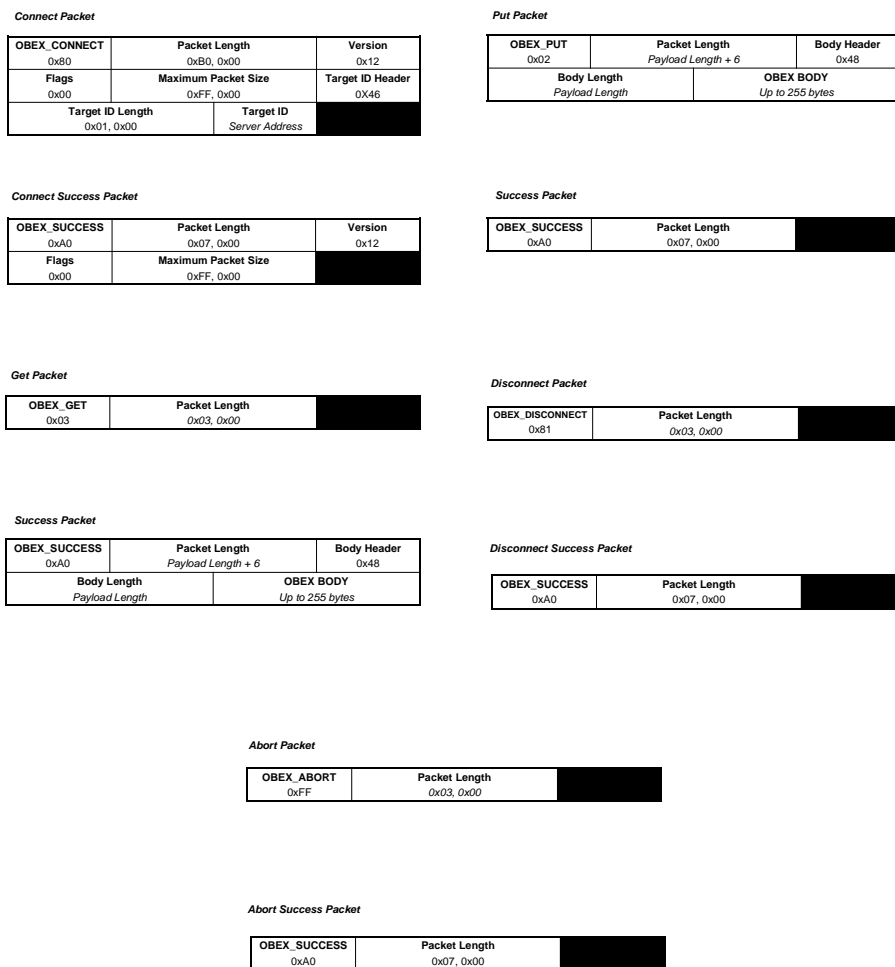 Connect Packet
OBEX_CONNECT Packet Length Version
0x80 0xB0, 0x00 0x12
Flags Maximum Packet Size Target ID Header
0x00 0xFF, 0x00 0X46
Target ID Length Target ID
0x01, 0x00 Server Address
Put Packet
OBEX_PUT Packet Length Body Header
0x02 Payload Length + 6 0x48
Body Length OBEX BODY
Payload Length Up to 255 bytes
Connect Success Packet
OBEX_SUCCESS Packet Length Version
0xA0 0x07, 0x00 0x12
Flags Maximum Packet Size
0x00 0xFF, 0x00
Success Packet
OBEX_SUCCESS Packet Length
0xA0 0x07, 0x00
Get Packet
OBEX_GET Packet Length
0x03 0x03, 0x00
Disconnect Packet
OBEX_DISCONNECT Packet Length
0x81 0x03, 0x00
Success Packet
OBEX_SUCCESS Packet Length Body Header
0xA0 Payload Length + 6 0x48
Body Length OBEX BODY
Payload Length Up to 255 bytes
Disconnect Success Packet
OBEX_SUCCESS Packet Length
0xA0 0x07, 0x00
Abort Packet
OBEX_ABORT Packet Length
0xFF 0x03, 0x00
Abort Success Packet
OBEX_SUCCESS Packet Length
0xA0 0x07, 0x00